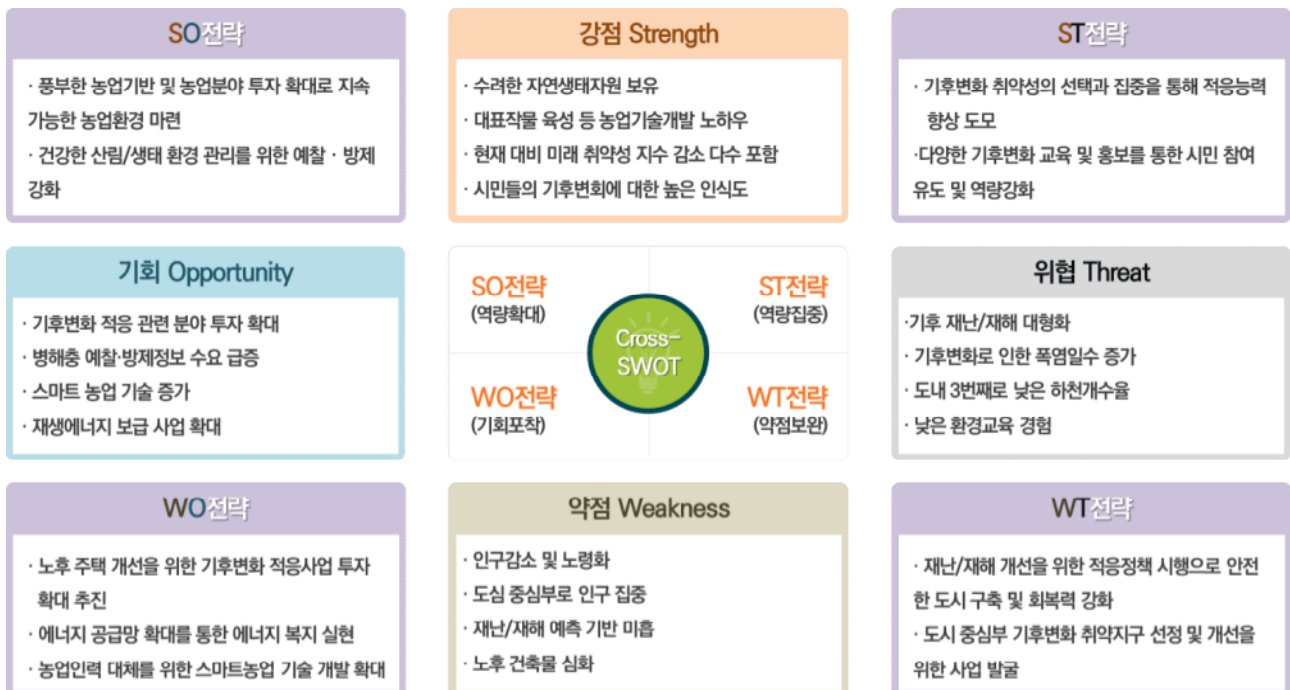 SO전략
· 풍부한 농업기반 및 농업분야 투자 확대로 지속
가능한 농업환경 마련
· 건강한 산림/생태 환경 관리를 위한 예찰 · 방제
강화
강점 Strength
· 수려한 자연생태자원 보유
· 대표작물 육성 등 농업기술개발 노하우
· 현재 대비 미래 취약성 지수 감소 다수 포함
· 시민들의 기후변회에 대한 높은 인식도
ST전략
· 기후변화 취약성의 선택과 집중을 통해 적응능력
향상 도모
·다양한 기후변화 교육 및 홍보를 통한 시민 참여
유도 및 역량강화
기회 Opportunity
· 기후변화 적응 관련 분야 투자 확대
· 병해충 예찰·방제정보 수요 급증
· 스마트 농업 기술 증가
· 재생에너지 보급 사업 확대
SO전략
(역량확대)
ST전략
(역량집중)
Cross-
SWOT
WO전략
(기회포착)
WT전략
(약점보완)
위협 Threat
·기후 재난/재해 대형화
· 기후변화로 인한 폭염일수 증가
· 도내 3번째로 낮은 하천개수율
· 낮은 환경교육 경험
WO전략
· 노후 주택 개선을 위한 기후변화 적응사업 투자
확대 추진
· 에너지 공급망 확대를 통한 에너지 복지 실현
· 농업인력 대체를 위한 스마트농업 기술 개발 확대
약점 Weakness
· 인구감소 및 노령화
· 도심 중심부로 인구 집중
· 재난/재해 예측 기반 미흡
· 노후 건축물 심화
WT전략
· 재난/재해 개선을 위한 적응정책 시행으로 안전
한 도시 구축 및 회복력 강화
· 도시 중심부 기후변화 취약지구 선정 및 개선을
위한 사업 발굴